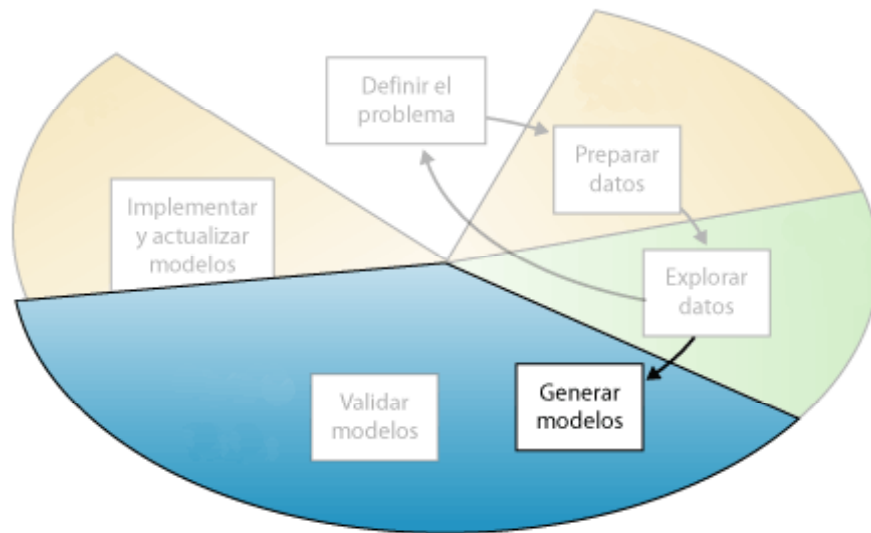 Definir el
problema
Preparar
datos
Explorar
datos
Generar
modelos
Validar
modelos
Implementar
y actualizar
modelos